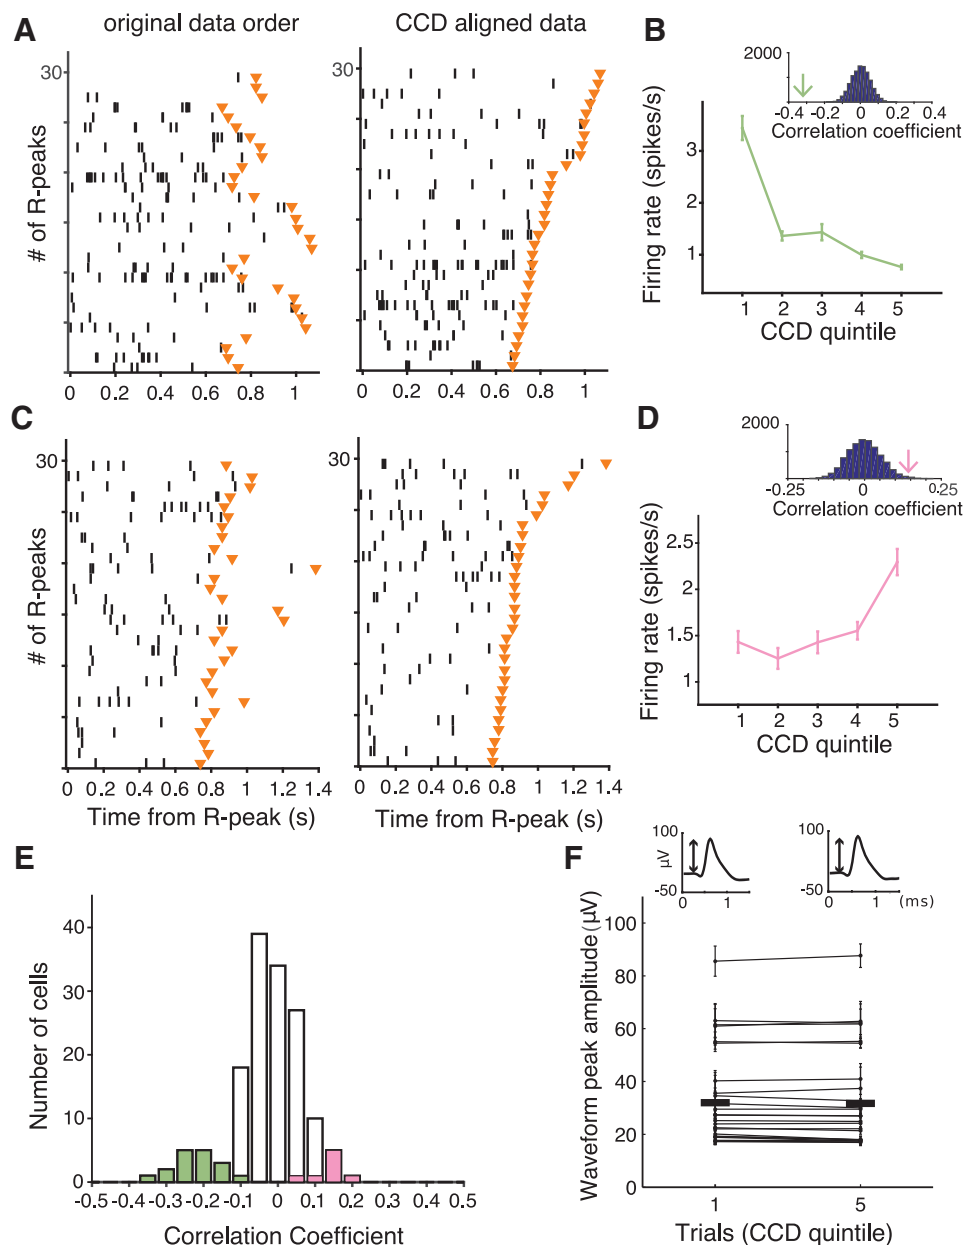 A
original data order
CCD aligned data
B
30
# of R-peaks
0 0.2 0.4 0.6 0.8 1
30
0 0.2 0.4 0.6 0.8 1
2000
0
-0.4 -0.2 0 0.2 0.4
Correlation coefficient
Firing rate (spikes/s)
3
2
1
1 2 3 4 5
CCD quintile
C
30
# of R-peaks
0 0.2 0.4 0.6 0.8 1 1.2 1.4
Time from R-peak (s)
30
0 0.2 0.4 0.6 0.8 1 1.2 1.4
Time from R-peak (s)
D
2000
0
-0.25 0 0.25
Correlation coefficient
Firing rate (spikes/s)
2.5
2
1.5
1
1 2 3 4 5
CCD quintile
E
Number of cells
40
30
20
10
0
-0.5 -0.4 -0.3 -0.2 -0.1 0 0.1 0.2 0.3 0.4 0.5
Correlation Coefficient
F
100
µV
-50
0 1
100
-50
0 1 (ms)
Waveform peak amplitude (µV)
100
80
60
40
20
0
1 5
Trials (CCD quintile)